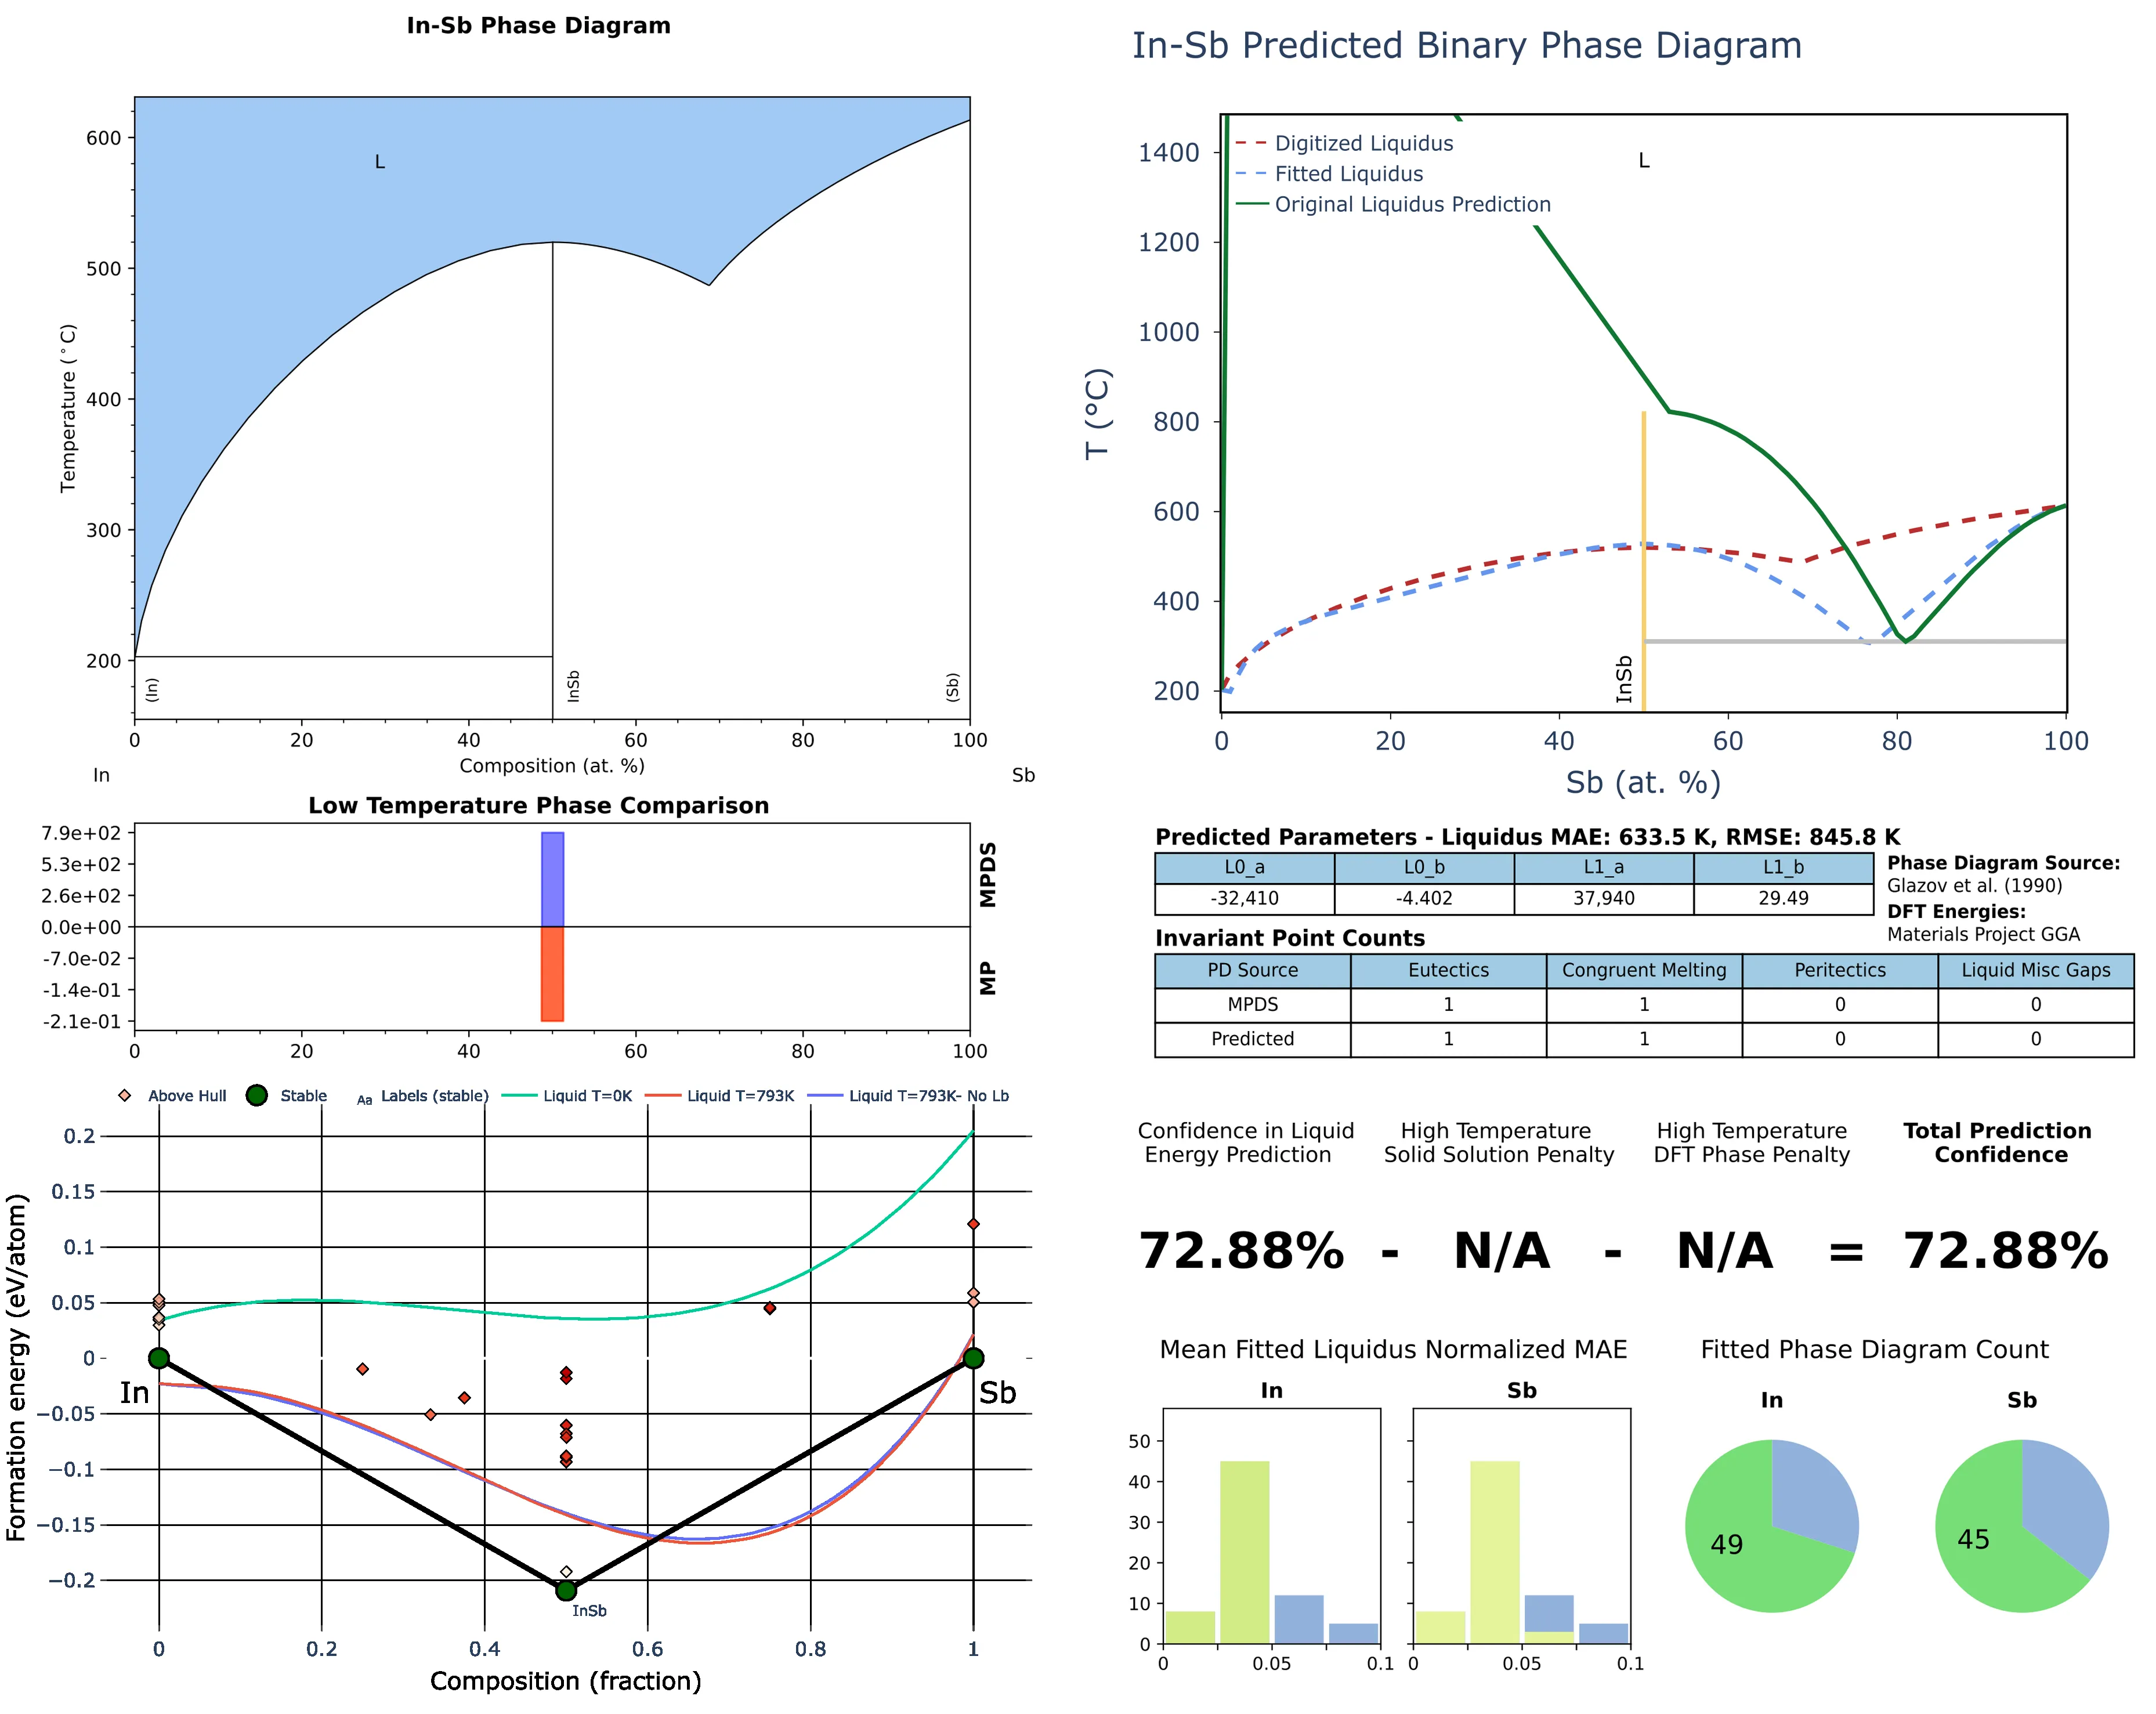 In-Sb Phase Diagram
600
500
400
300
200
Temperature (°C)
L
(In)
InSb
(Sb)
0 20 40 60 80 100
Composition (at. %)
In
Sb
Low Temperature Phase Comparison
7.9e+02
5.3e+02
2.6e+02
0.0e+00
-7.0e-02
-1.4e-01
-2.1e-01
MPDS
MP
0 20 40 60 80 100
Above Hull
Stable
Aa Labels (stable)
Liquid T=0K
Liquid T=793K
Liquid T=793K- No Lb
0.2
0.15
0.1
0.05
0
−0.05
−0.1
−0.15
−0.2
Formation energy (eV/atom)
In
Sb
InSb
0 0.2 0.4 0.6 0.8 1
Composition (fraction)
In-Sb Predicted Binary Phase Diagram
1400
1200
1000
800
600
400
200
T (°C)
Digitized Liquidus
Fitted Liquidus
Original Liquidus Prediction
L
InSb
0 20 40 60 80 100
Sb (at. %)
Predicted Parameters - Liquidus MAE: 633.5 K, RMSE: 845.8 K
L0_a L0_b L1_a L1_b
-32,410 -4.402 37,940 29.49
Phase Diagram Source:
Glazov et al. (1990)
DFT Energies:
Materials Project GGA
Invariant Point Counts
PD Source Eutectics Congruent Melting Peritectics Liquid Misc Gaps
MPDS 1 1 0 0
Predicted 1 1 0 0
Confidence in Liquid
Energy Prediction
High Temperature
Solid Solution Penalty
High Temperature
DFT Phase Penalty
Total Prediction
Confidence
72.88% - N/A - N/A = 72.88%
Mean Fitted Liquidus Normalized MAE
In
Sb
50
40
30
20
10
0
0 0.05 0.1
0 0.05 0.1
Fitted Phase Diagram Count
In
Sb
49
45